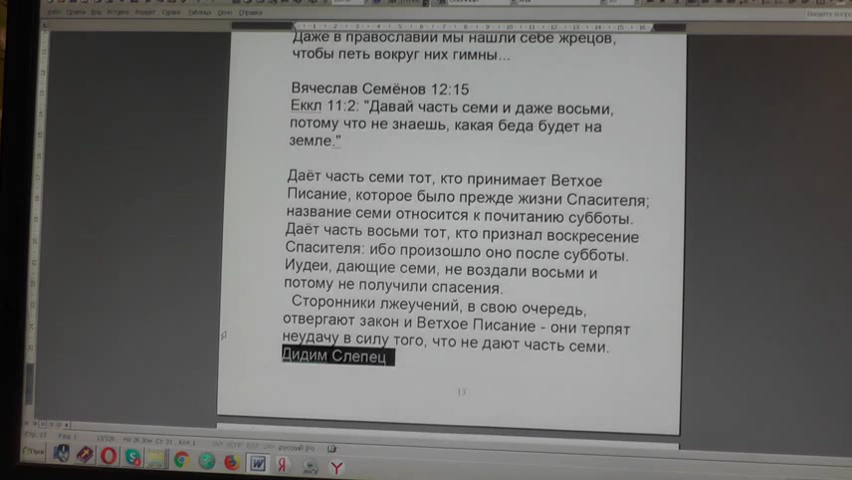 Даже в православии мы нашли себе жрецов,
чтобы петь вокруг них гимны...
Вячеслав Семёнов 12:15
Еккл 11:2: "Давай часть семи и даже восьми,
потому что не знаешь, какая беда будет на
земле."
Даёт часть семи тот, кто принимает Ветхое
Писание, которое было прежде жизни Спасителя;
название семи относится к почитанию субботы.
Даёт часть восьми тот, кто признал воскресение
Спасителя: ибо произошло оно после субботы.
Иудеи, дающие семи, не воздали восьми и
потому не получили спасения.
Сторонники лжеучений, в свою очередь,
отвергают закон и Ветхое Писание - они терпят
неудачу в силу того, что не дают часть семи.
Дидим Слепец
13